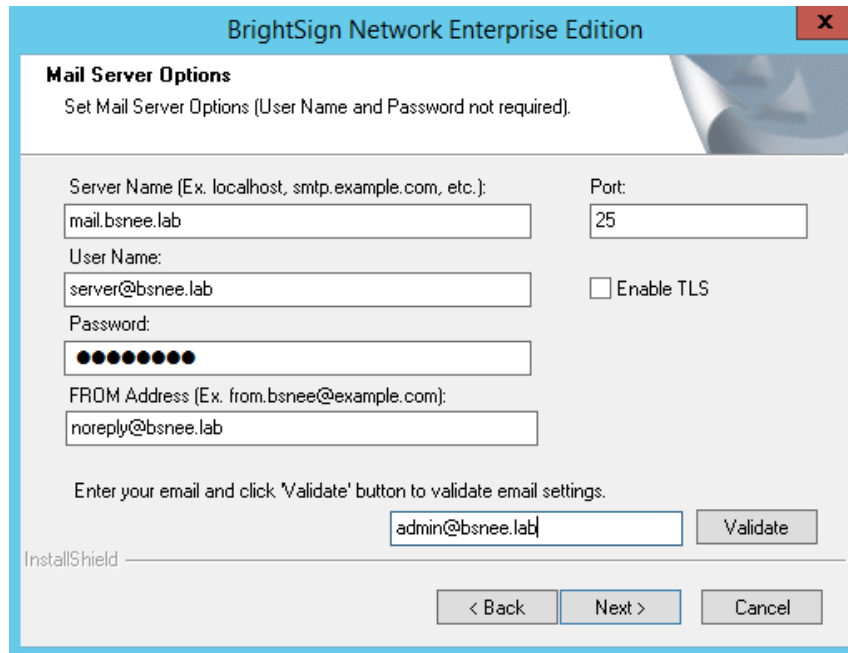 BrightSign Network Enterprise Edition
x
Mail Server Options
Set Mail Server Options (User Name and Password not required).
Server Name (Ex. localhost, smtp.example.com, etc.):
Port:
mail.bsnee.lab
25
User Name:
server@bsnee.lab
Enable TLS
Password:
●●●●●●●●
FROM Address (Ex. from.bsnee@example.com):
noreply@bsnee.lab
Enter your email and click 'Validate' button to validate email settings.
admin@bsnee.lab
Validate
InstallShield
< Back
Next >
Cancel